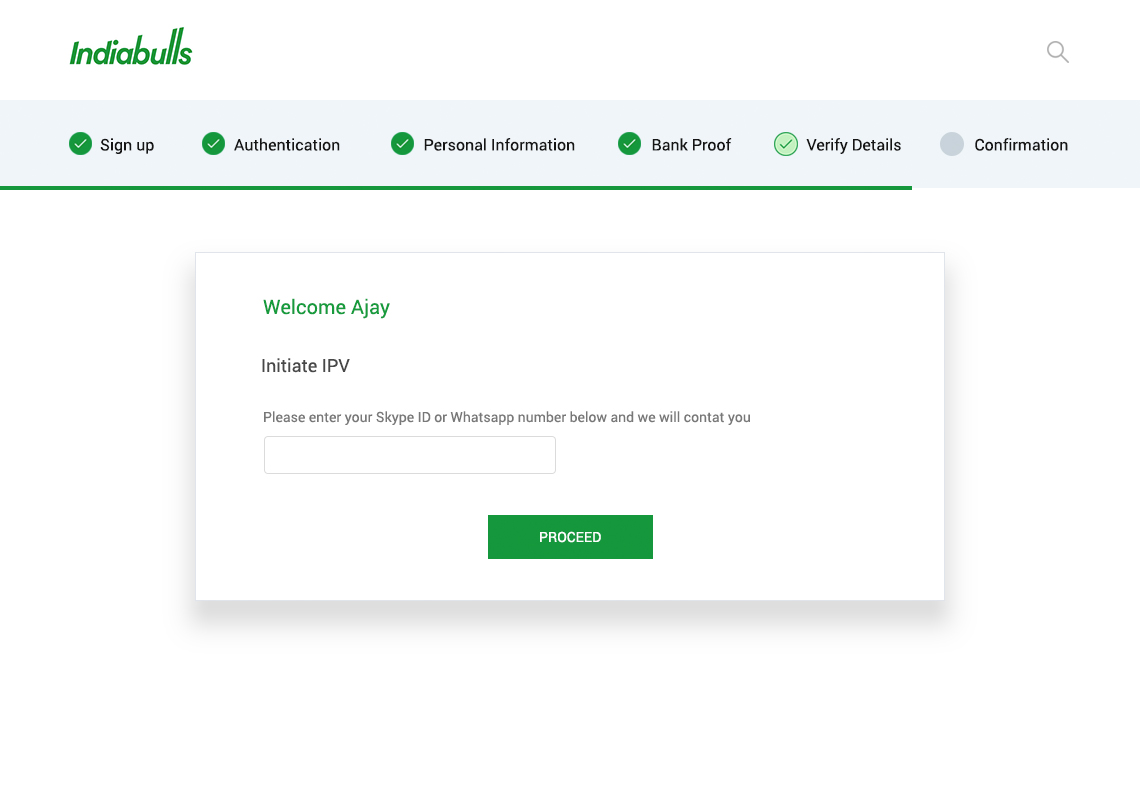 Indiabulls
Sign up Authentication Personal Information Bank Proof Verify Details Confirmation
Welcome Ajay
Initiate IPV
Please enter your Skype ID or Whatsapp number below and we will contat you
PROCEED